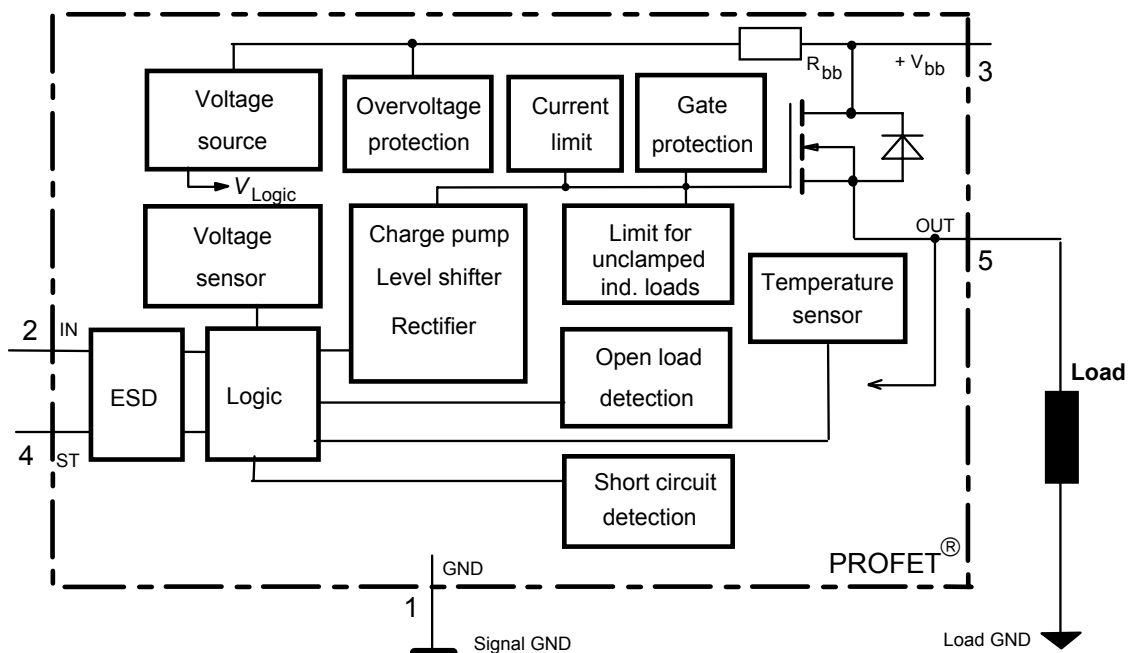 R bb
+ V bb
3
Voltage
source
Overvoltage
protection
Current
limit
Gate
protection
V Logic
Voltage
sensor
Charge pump
Level shifter
Rectifier
Limit for
unclamped
ind. loads
OUT
5
Temperature
sensor
2
IN
ESD
Logic
Open load
detection
Load
4
ST
Short circuit
detection
PROFET®
GND
1
Signal GND
Load GND